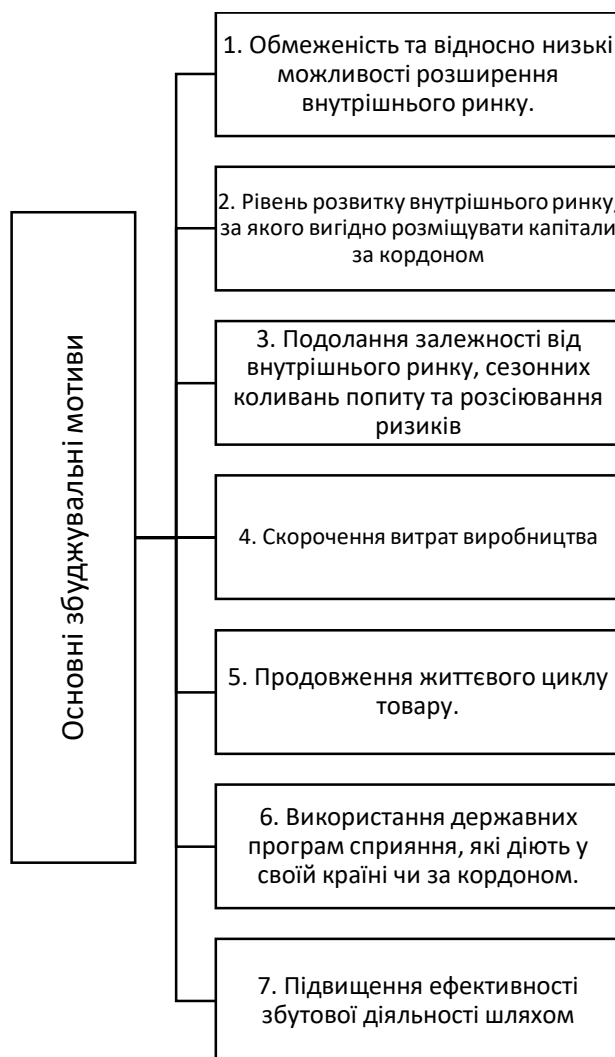 Основні збуджувальні мотиви
1. Обмеженість та відносно низькі
можливості розширення
внутрішнього ринку.
2. Рівень розвитку внутрішнього ринку,
за якого вигідно розміщувати капітали
за кордоном
3. Подолання залежності від
внутрішнього ринку, сезонних
коливань попиту та розсіювання
ризиків
4. Скорочення витрат виробництва
5. Продовження життєвого циклу
товару.
6. Використання державних
програм сприяння, які діють у
своїй країні чи за кордоном.
7. Підвищення ефективності
збутової діяльності шляхом